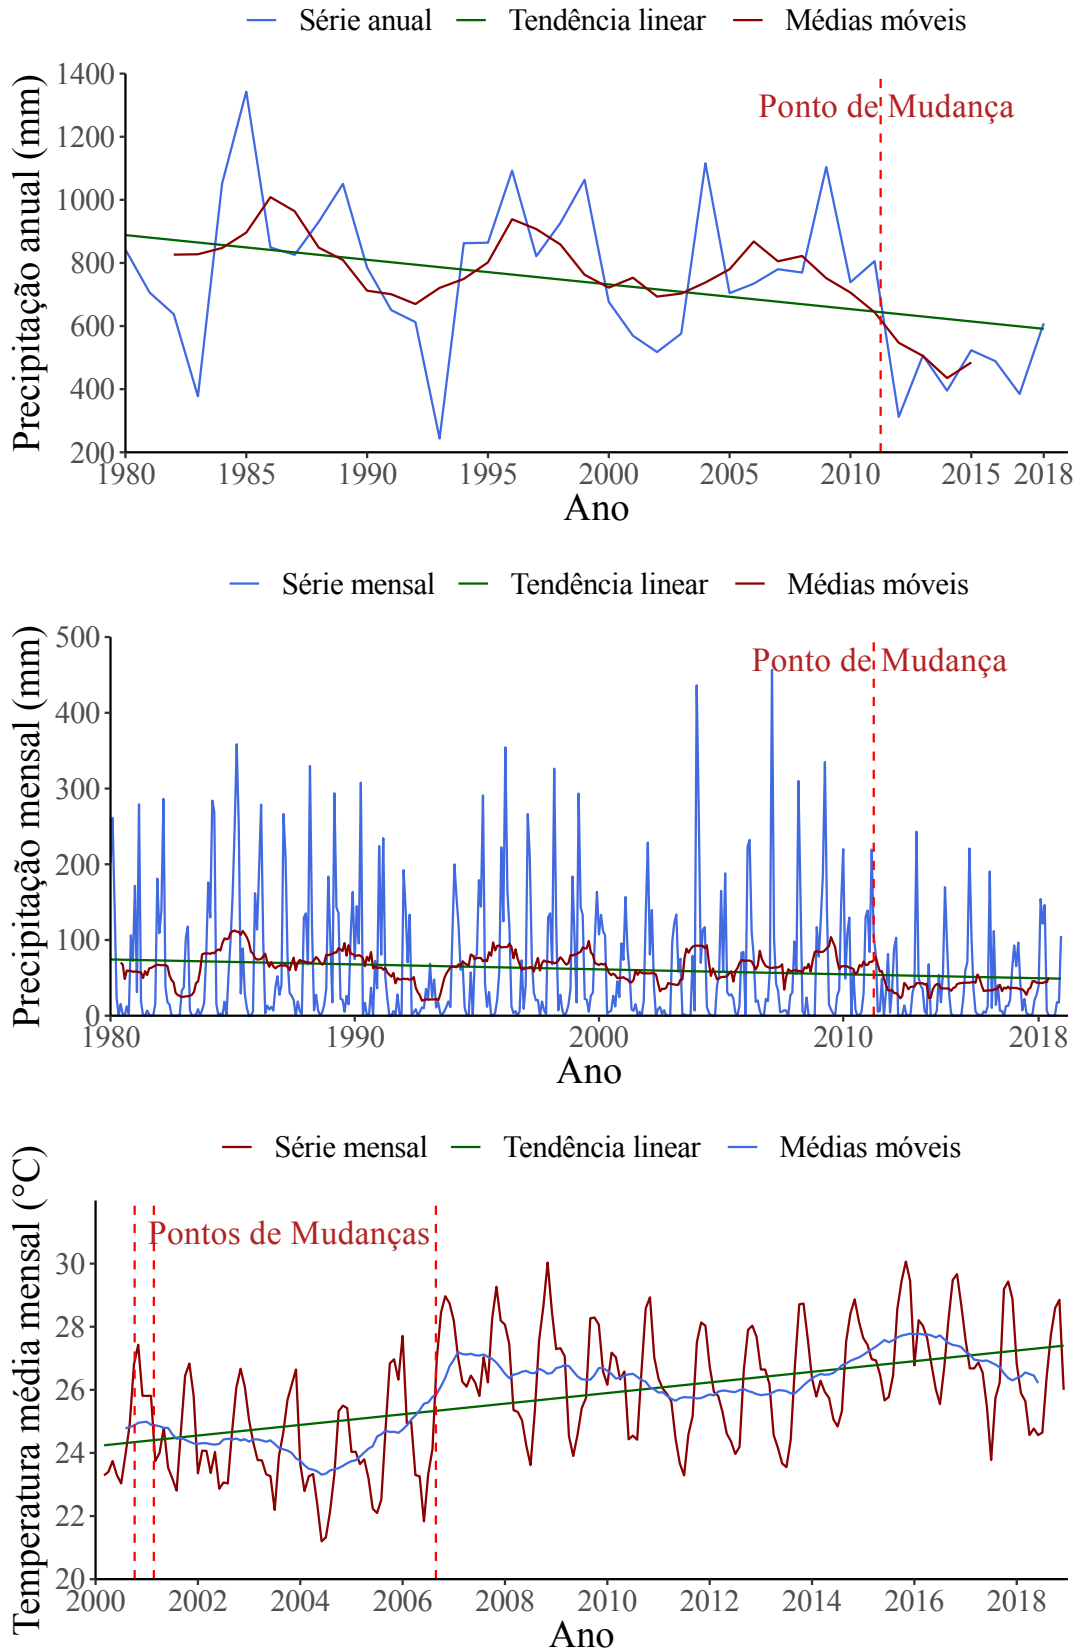 Série anual Tendência linear Médias móveis
Precipitação anual (mm)
1400
1200
1000
800
600
400
200
Ponto de Mudança
1980 1985 1990 1995 2000 2005 2010 2015 2018
Ano
Série mensal Tendência linear Médias móveis
Precipitação mensal (mm)
500
400
300
200
100
0
Ponto de Mudança
1980 1990 2000 2010 2018
Ano
Série mensal Tendência linear Médias móveis
Temperatura média mensal (°C)
30
28
26
24
22
20
Pontos de Mudanças
2000 2002 2004 2006 2008 2010 2012 2014 2016 2018
Ano